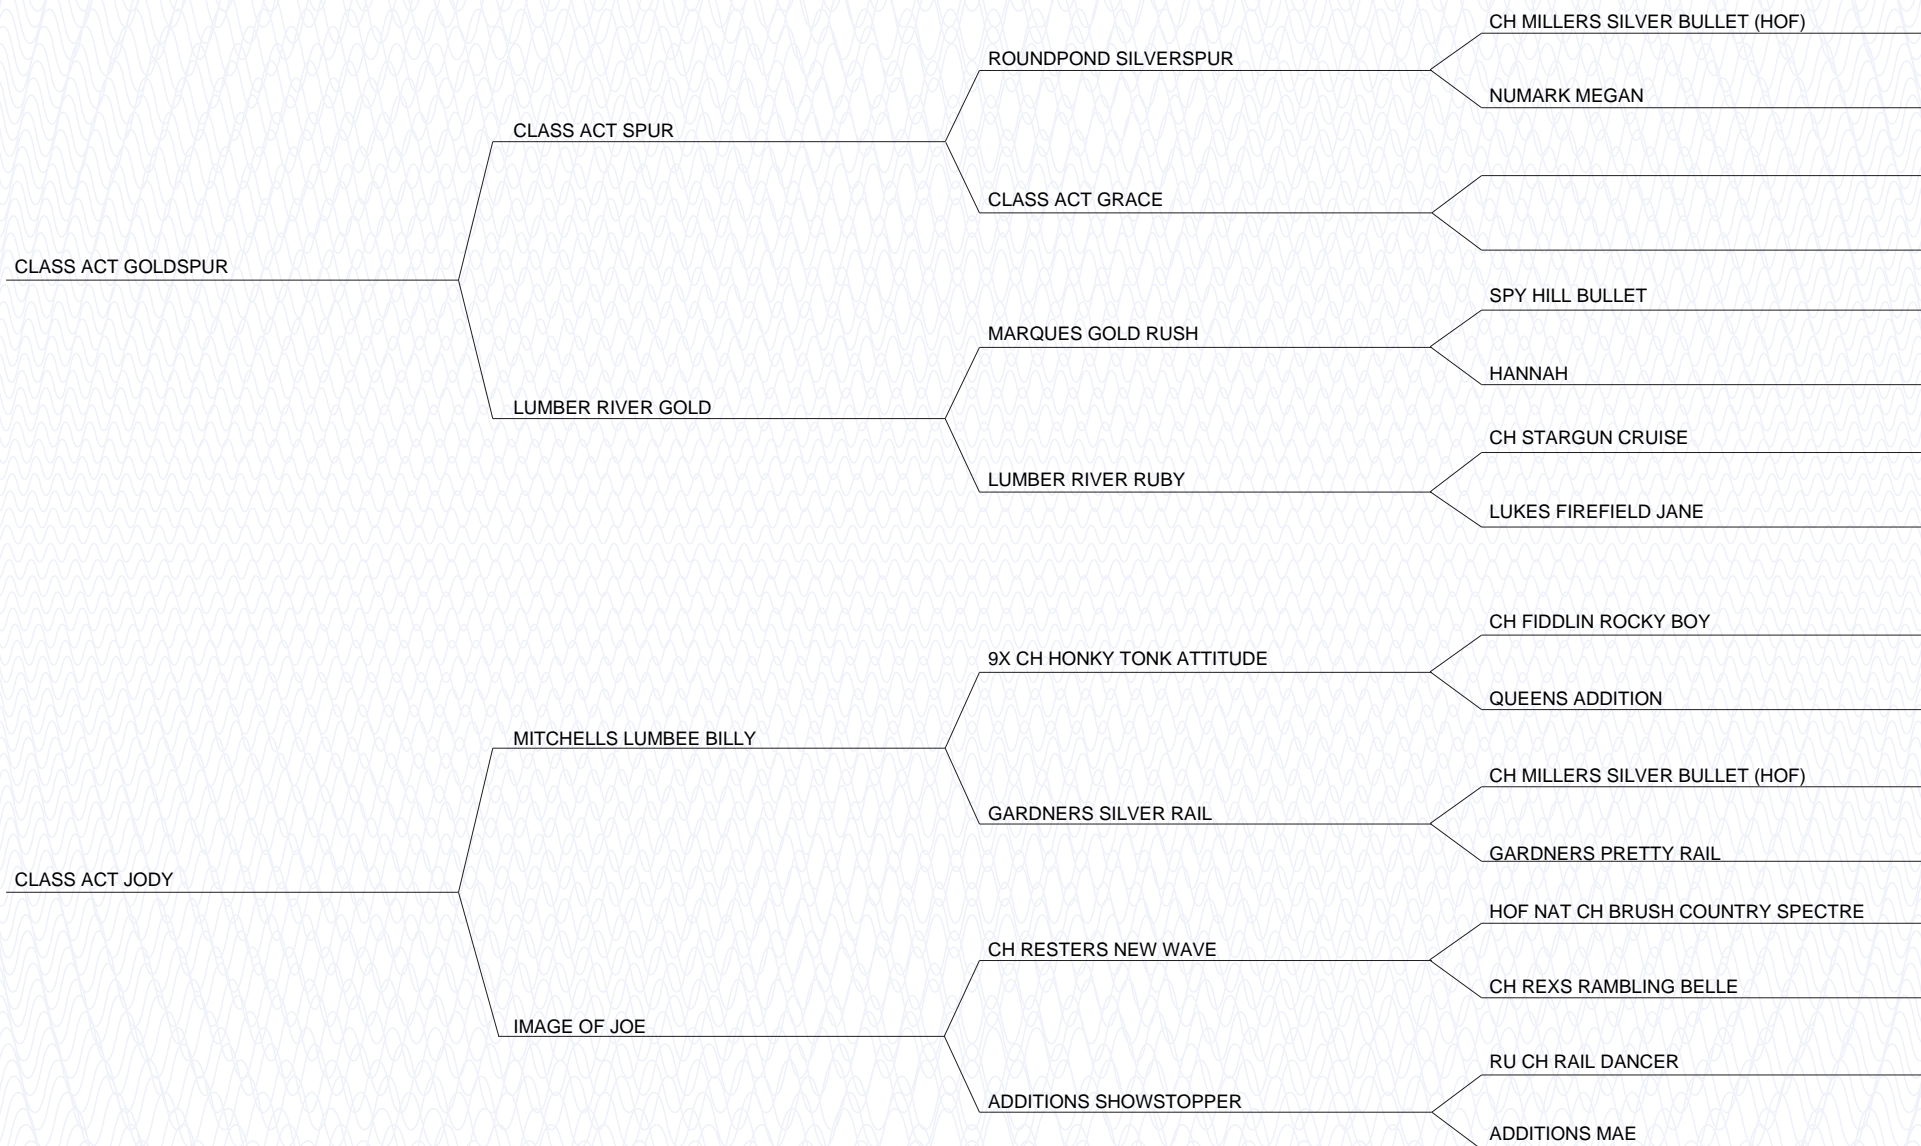 CH MILLERS SILVER BULLET (HOF)
ROUNDPOND SILVERSPUR
NUMARK MEGAN
CLASS ACT SPUR
CLASS ACT GRACE
CLASS ACT GOLDSPUR
SPY HILL BULLET
MARQUES GOLD RUSH
HANNAH
LUMBER RIVER GOLD
CH STARGUN CRUISE
LUMBER RIVER RUBY
LUKES FIREFIELD JANE
CH FIDDLIN ROCKY BOY
9X CH HONKY TONK ATTITUDE
QUEENS ADDITION
MITCHELLS LUMBEE BILLY
CH MILLERS SILVER BULLET (HOF)
GARDNERS SILVER RAIL
GARDNERS PRETTY RAIL
CLASS ACT JODY
HOF NAT CH BRUSH COUNTRY SPECTRE
CH RESTERS NEW WAVE
CH REXS RAMBLING BELLE
IMAGE OF JOE
RU CH RAIL DANCER
ADDITIONS SHOWSTOPPER
ADDITIONS MAE